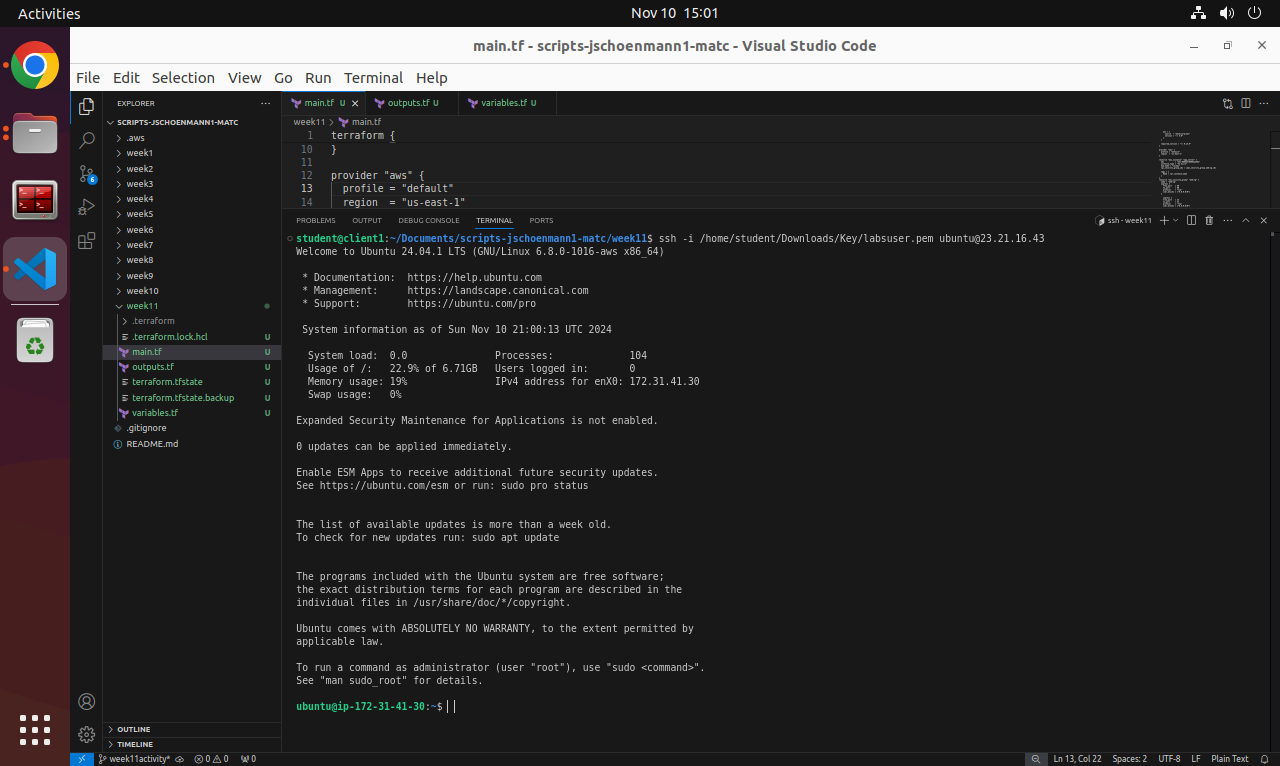 Activities
Nov 10 15:01
main.tf - scripts-jschoenmann1-matc - Visual Studio Code
File Edit Selection View Go Run Terminal Help
EXPLORER
SCRIPTS-JSCHOENMANN1-MATC
.aws
week1
week2
week3
week4
week5
week6
week7
week8
week9
week10
week11
.terraform
.terraform.lock.hcl U
main.tf U
outputs.tf U
terraform.tfstate U
terraform.tfstate.backup U
variables.tf U
.gitignore
README.md
OUTLINE
TIMELINE
6
main.tf U
outputs.tf U
variables.tf U
week11 > main.tf
1 terraform {
10 }
11
12 provider "aws" {
13 profile = "default"
14 region = "us-east-1"
PROBLEMS OUTPUT DEBUG CONSOLE TERMINAL PORTS
ssh - week11
student@client1:~/Documents/scripts-jschoenmann1-matc/week11$ ssh -i /home/student/Downloads/Key/labsuser.pem ubuntu@23.21.16.43
Welcome to Ubuntu 24.04.1 LTS (GNU/Linux 6.8.0-1016-aws x86_64)
* Documentation: https://help.ubuntu.com
* Management: https://landscape.canonical.com
* Support: https://ubuntu.com/pro
System information as of Sun Nov 10 21:00:13 UTC 2024
System load: 0.0 Processes: 104
Usage of /: 22.9% of 6.71GB Users logged in: 0
Memory usage: 19% IPv4 address for enX0: 172.31.41.30
Swap usage: 0%
Expanded Security Maintenance for Applications is not enabled.
0 updates can be applied immediately.
Enable ESM Apps to receive additional future security updates.
See https://ubuntu.com/esm or run: sudo pro status
The list of available updates is more than a week old.
To check for new updates run: sudo apt update
The programs included with the Ubuntu system are free software;
the exact distribution terms for each program are described in the
individual files in /usr/share/doc/*/copyright.
Ubuntu comes with ABSOLUTELY NO WARRANTY, to the extent permitted by
applicable law.
To run a command as administrator (user "root"), use "sudo <command>".
See "man sudo_root" for details.
ubuntu@ip-172-31-41-30:~$
week11activity* 0 0 0
Ln 13, Col 22 Spaces: 2 UTF-8 LF Plain Text